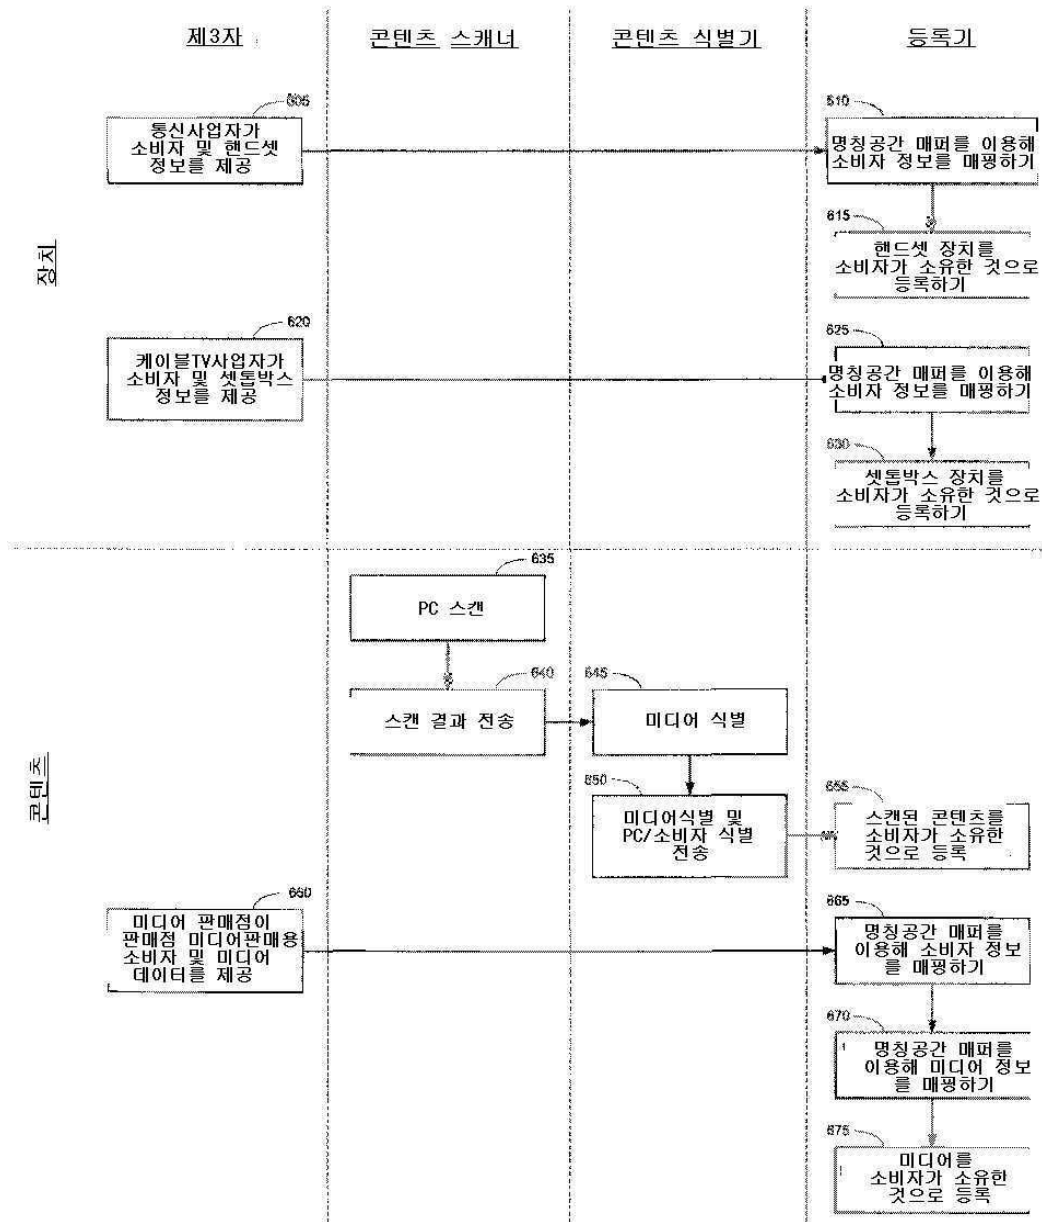 제3자
콘텐츠 스캐너
콘텐츠 식별기
등록기
장치
605
통신사업자가
소비자 및 핸드셋
정보를 제공
610
명칭공간 매퍼를 이용해
소비자 정보를 매핑하기
615
핸드셋 장치를
소비자가 소유한 것으로
등록하기
620
케이블TV사업자가
소비자 및 셋톱박스
정보를 제공
625
명칭공간 매퍼를 이용해
소비자 정보를 매핑하기
630
셋톱박스 장치를
소비자가 소유한 것으로
등록하기
콘텐츠
635
PC 스캔
640
스캔 결과 전송
645
미디어 식별
650
미디어식별 및
PC/소비자 식별
전송
655
스캔된 콘텐츠를
소비자가 소유한
것으로 등록
660
미디어 판매점이
판매점 미디어판매용
소비자 및 미디어
데이터를 제공
665
명칭공간 매퍼를
이용해 소비자 정보
를 매핑하기
670
명칭공간 매퍼를
이용해 미디어 정보
를 매핑하기
675
미디어를
소비자가 소유한
것으로 등록